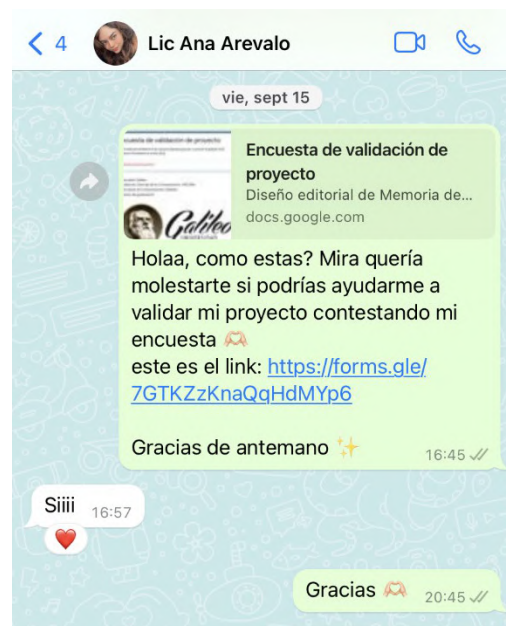 4
Lic Ana Arevalo
vie, sept 15
Encuesta de validación de
proyecto
Diseño editorial de Memoria de...
docs.google.com
Galileo
Holaa, como estas? Mira quería
molestarte si podrías ayudarme a
validar mi proyecto contestando mi
encuesta 🫶🏻
este es el link: https://forms.gle/
7GTKZzKnaQqHdMYp6
Gracias de antemano ✨
16:45
Siiii 16:57
❤️
Gracias 🫶🏻 20:45